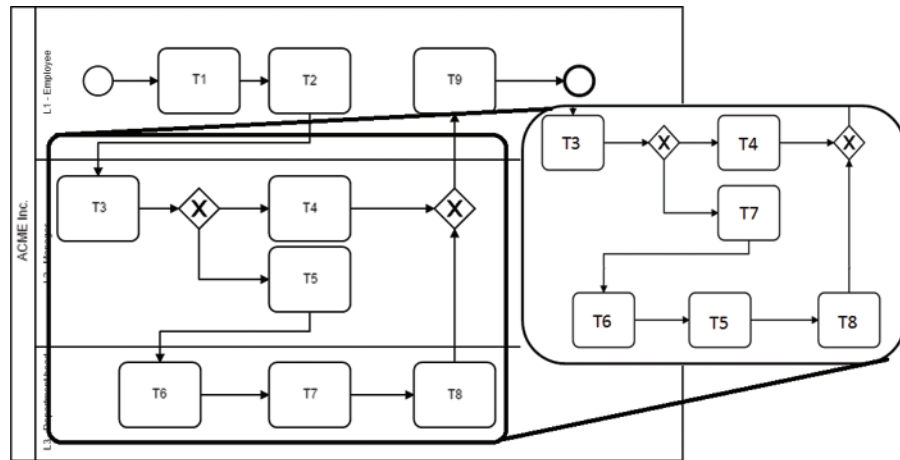 ACME Inc.
L1 - Employee
T1
T2
T9
T3
X
T4
X
T5
T6
T7
T8
T3
X
T4
X
T7
T6
T5
T8